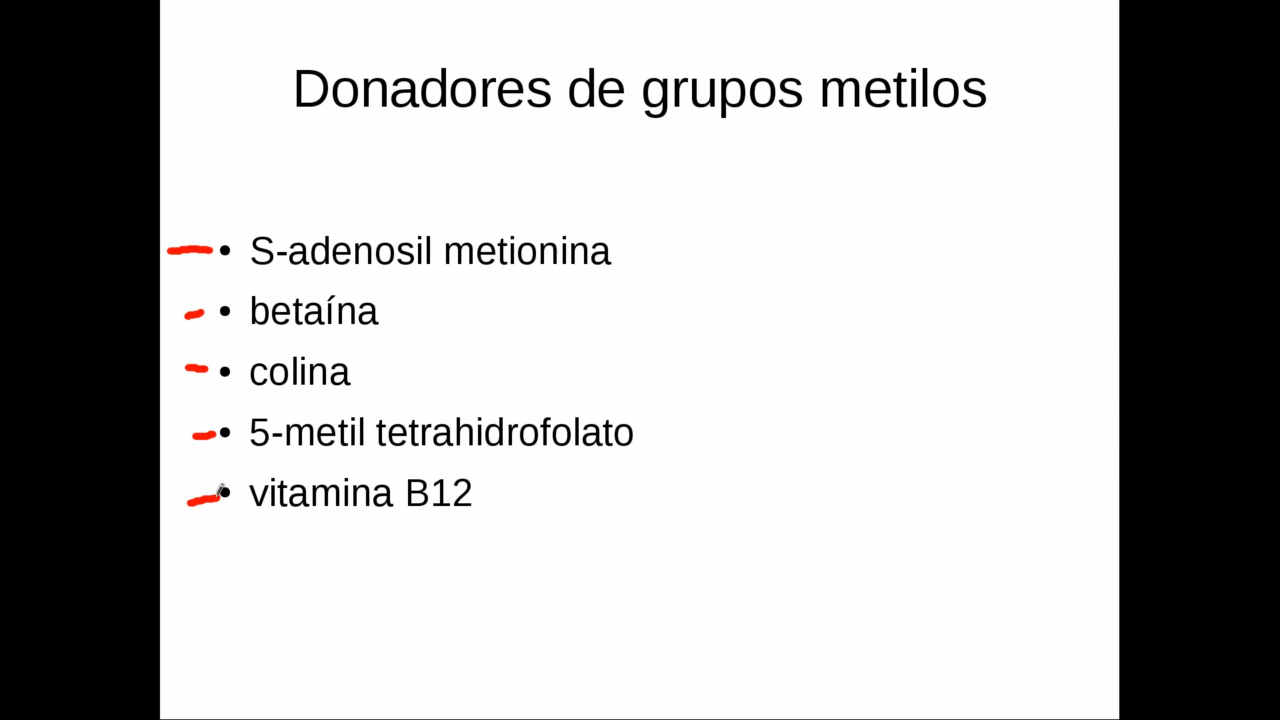 Donadores de grupos metilos
• S-adenosil metionina
• betaína
• colina
• 5-metil tetrahidrofolato
• vitamina B12